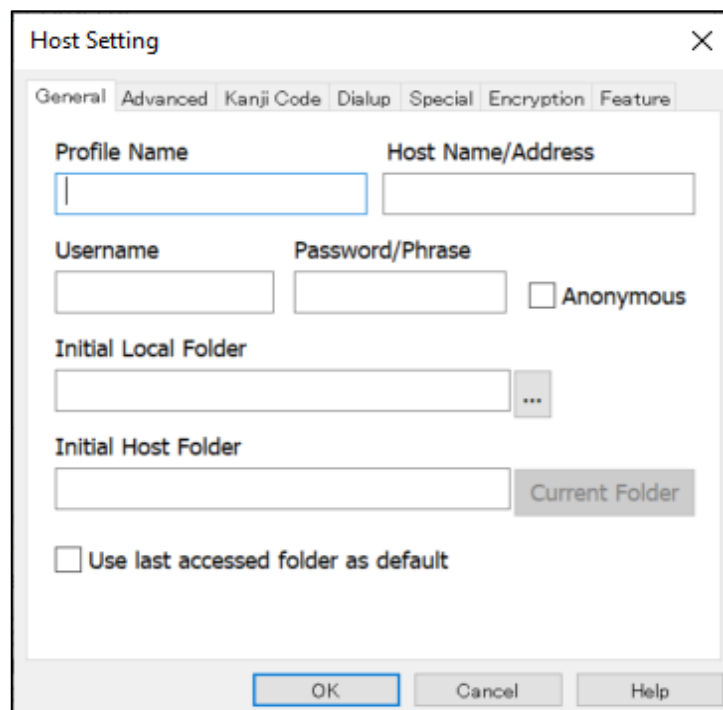 Host Setting
General Advanced Kanji Code Dialup Special Encryption Feature
Profile Name Host Name/Address
Username Password/Phrase
Anonymous
Initial Local Folder
...
Initial Host Folder
Current Folder
Use last accessed folder as default
OK Cancel Help